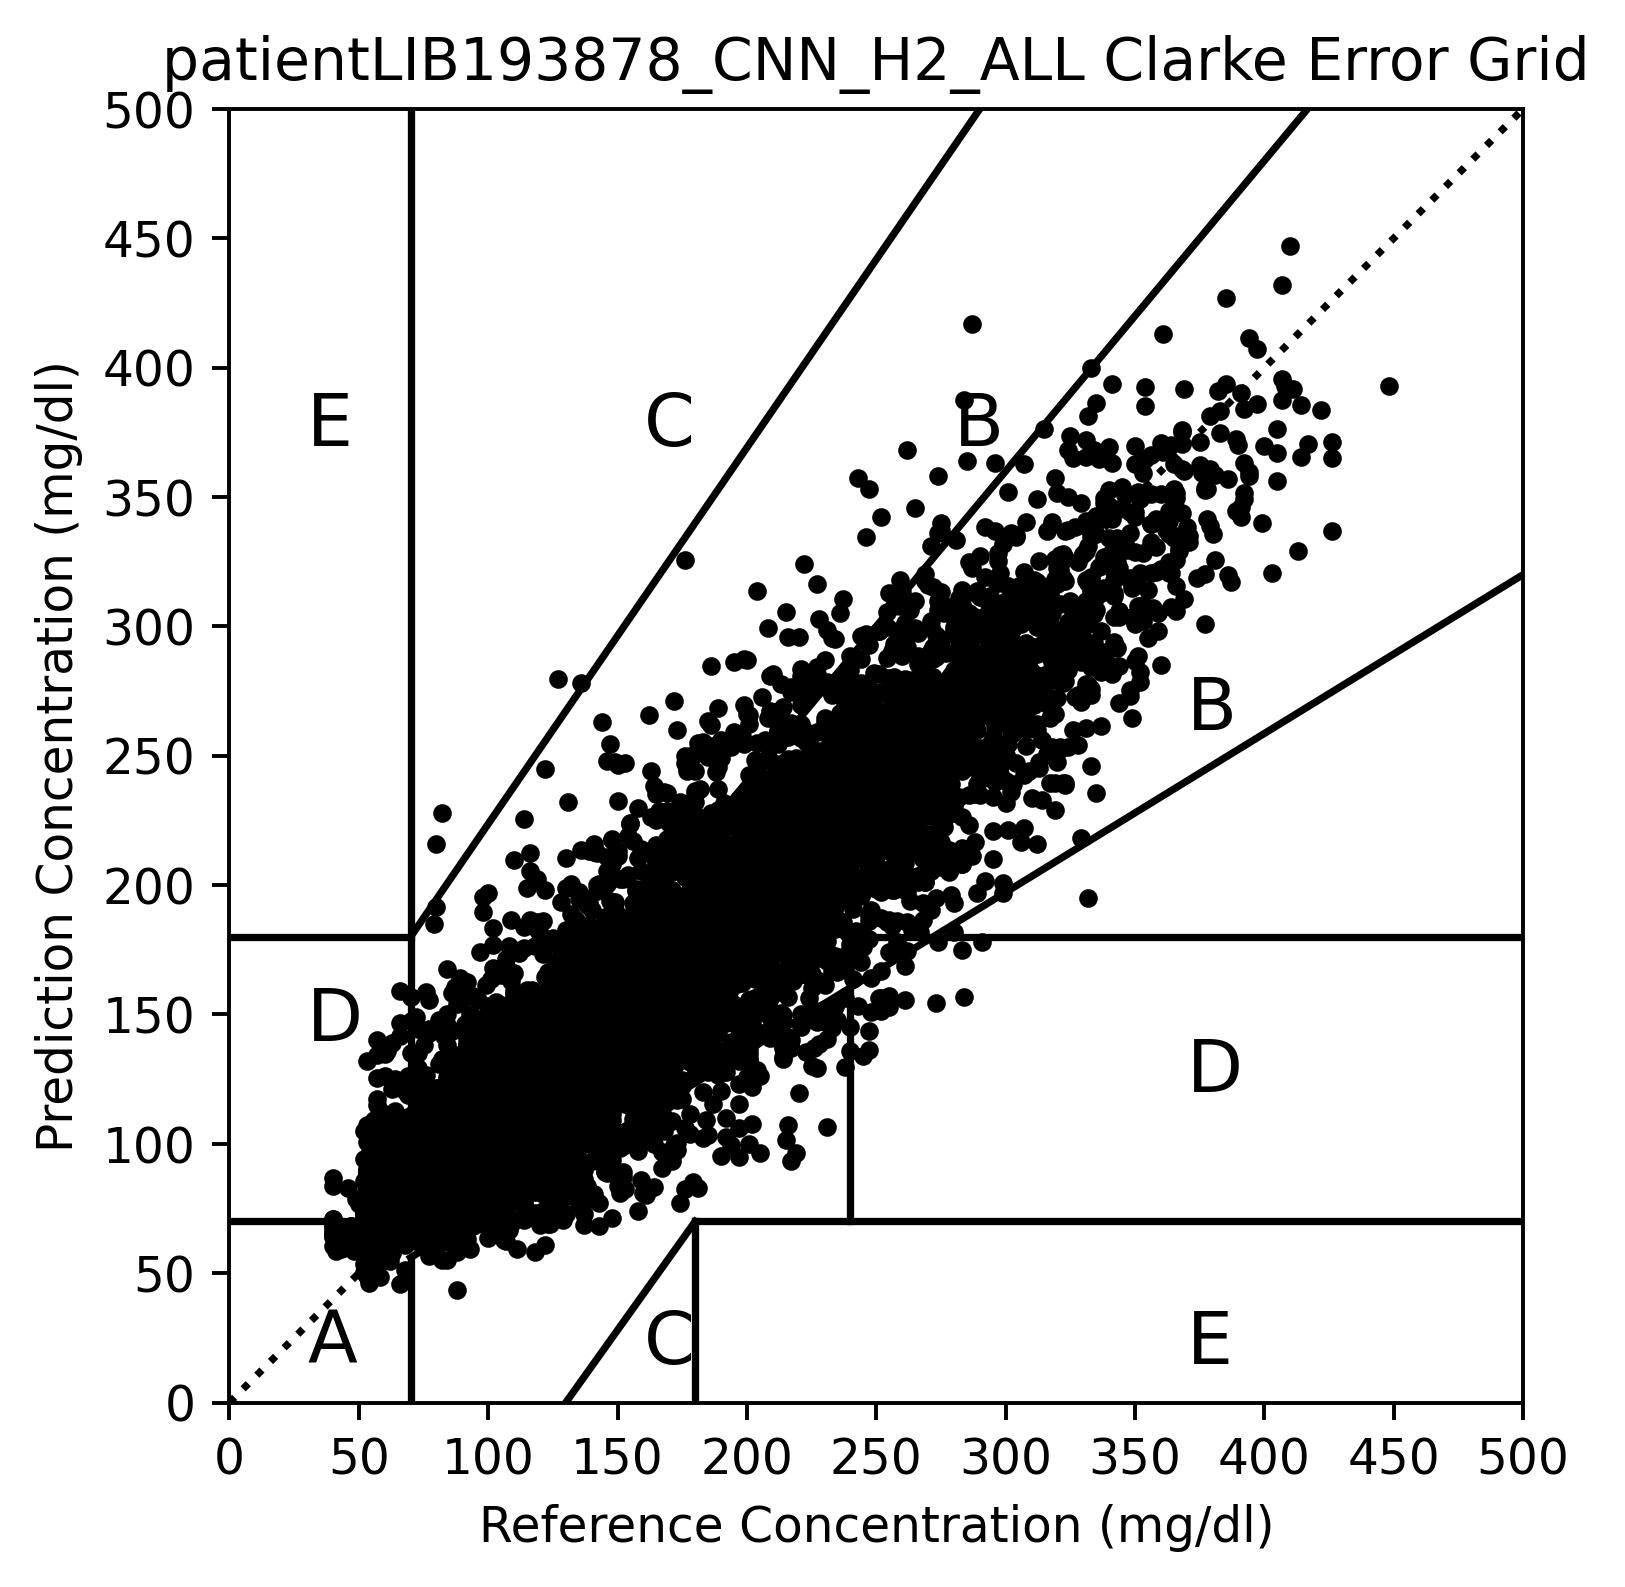 patientLIB193878_CNN_H2_ALL Clarke Error Grid
500
450
400
350
300
250
200
150
100
50
0
Prediction Concentration (mg/dl)
E
C
B
B
D
D
A
C
E
0 50 100 150 200 250 300 350 400 450 500
Reference Concentration (mg/dl)